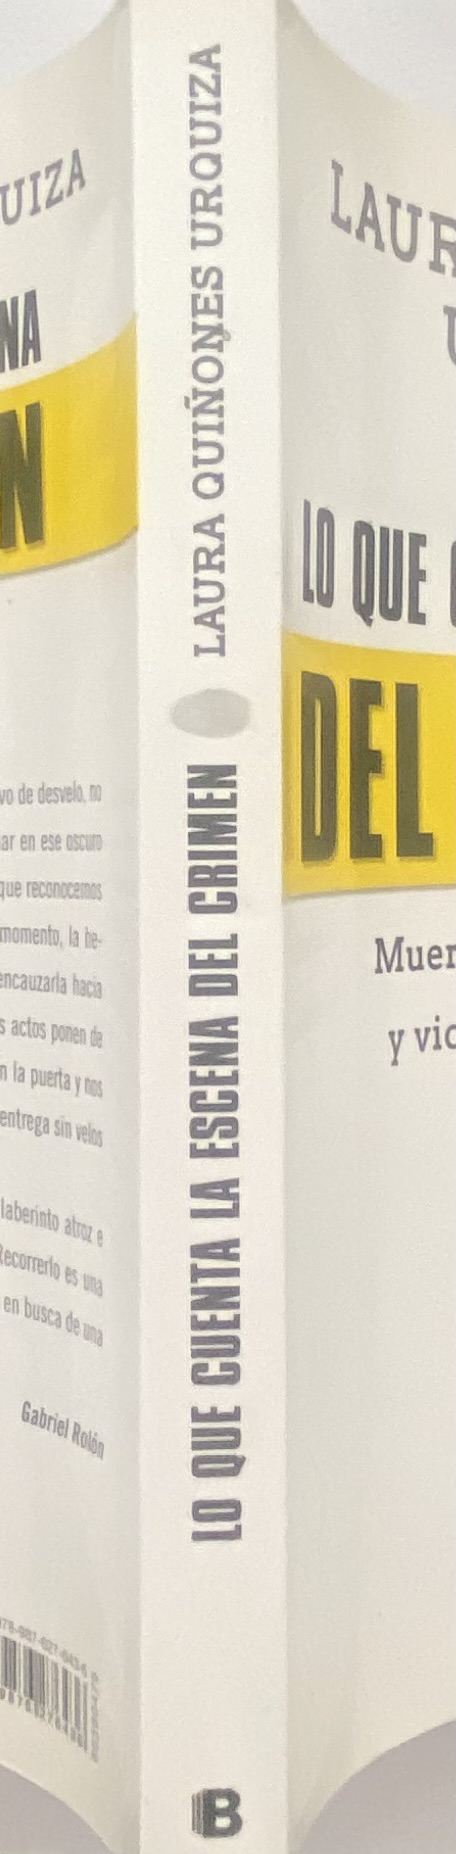 UIZA
NA
N
vo de desvelo, no
ar en ese oscuro
que reconocemos
momento, la he-
encauzarla hacia
s actos ponen de
n la puerta y nos
entrega sin velos
laberinto atroz e
Recorrerlo es una
en busca de una
Gabriel Rolón
LO QUE CUENTA LA ESCENA DEL CRIMEN
LAURA QUIÑONES URQUIZA
B
LAUR
U
LO QUE
DEL
Muer
y vio